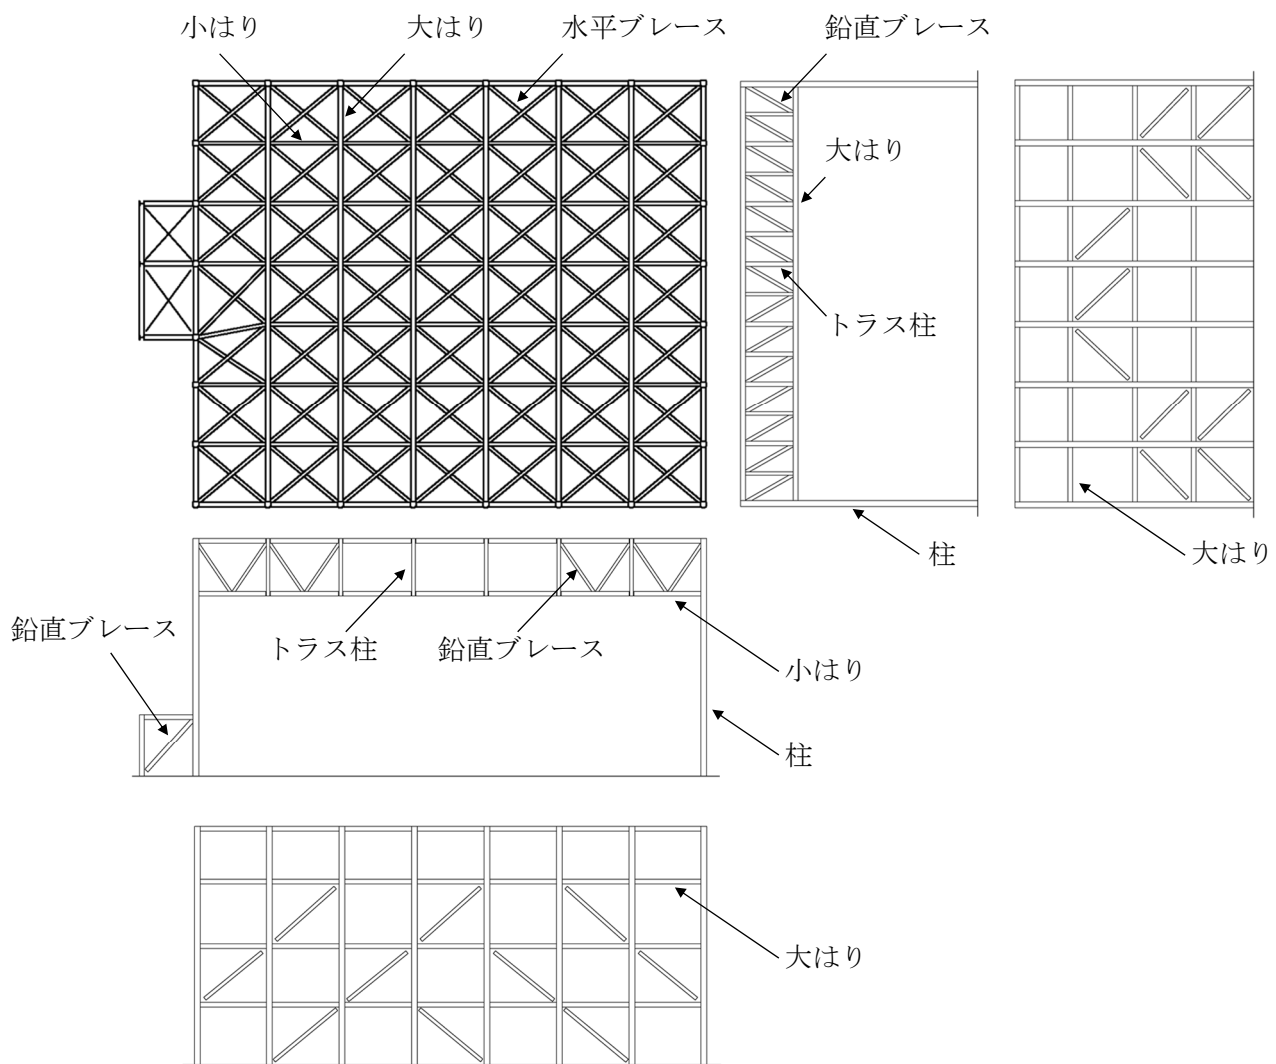 小はり
大はり
水平ブレース
鉛直ブレース
大はり
トラス柱
柱
大はり
鉛直ブレース
トラス柱
鉛直ブレース
小はり
柱
大はり